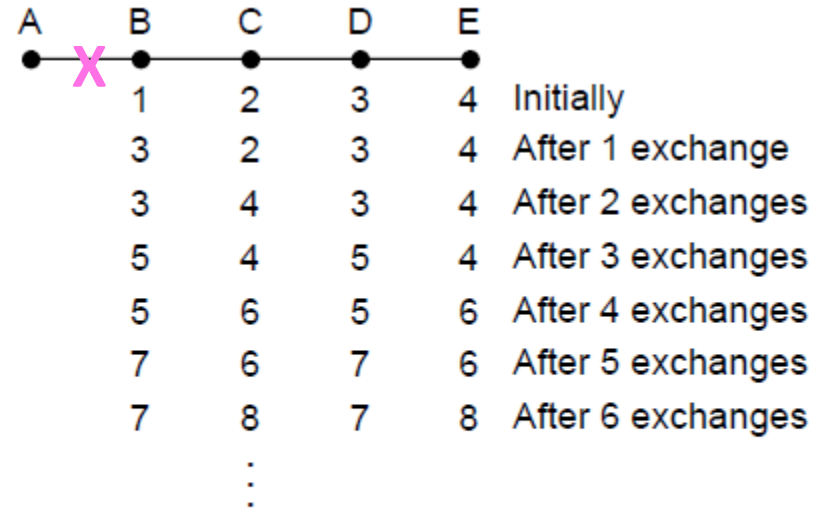 A B C D E
X
1 2 3 4 Initially
3 2 3 4 After 1 exchange
3 4 3 4 After 2 exchanges
5 4 5 4 After 3 exchanges
5 6 5 6 After 4 exchanges
7 6 7 6 After 5 exchanges
7 8 7 8 After 6 exchanges
⋮